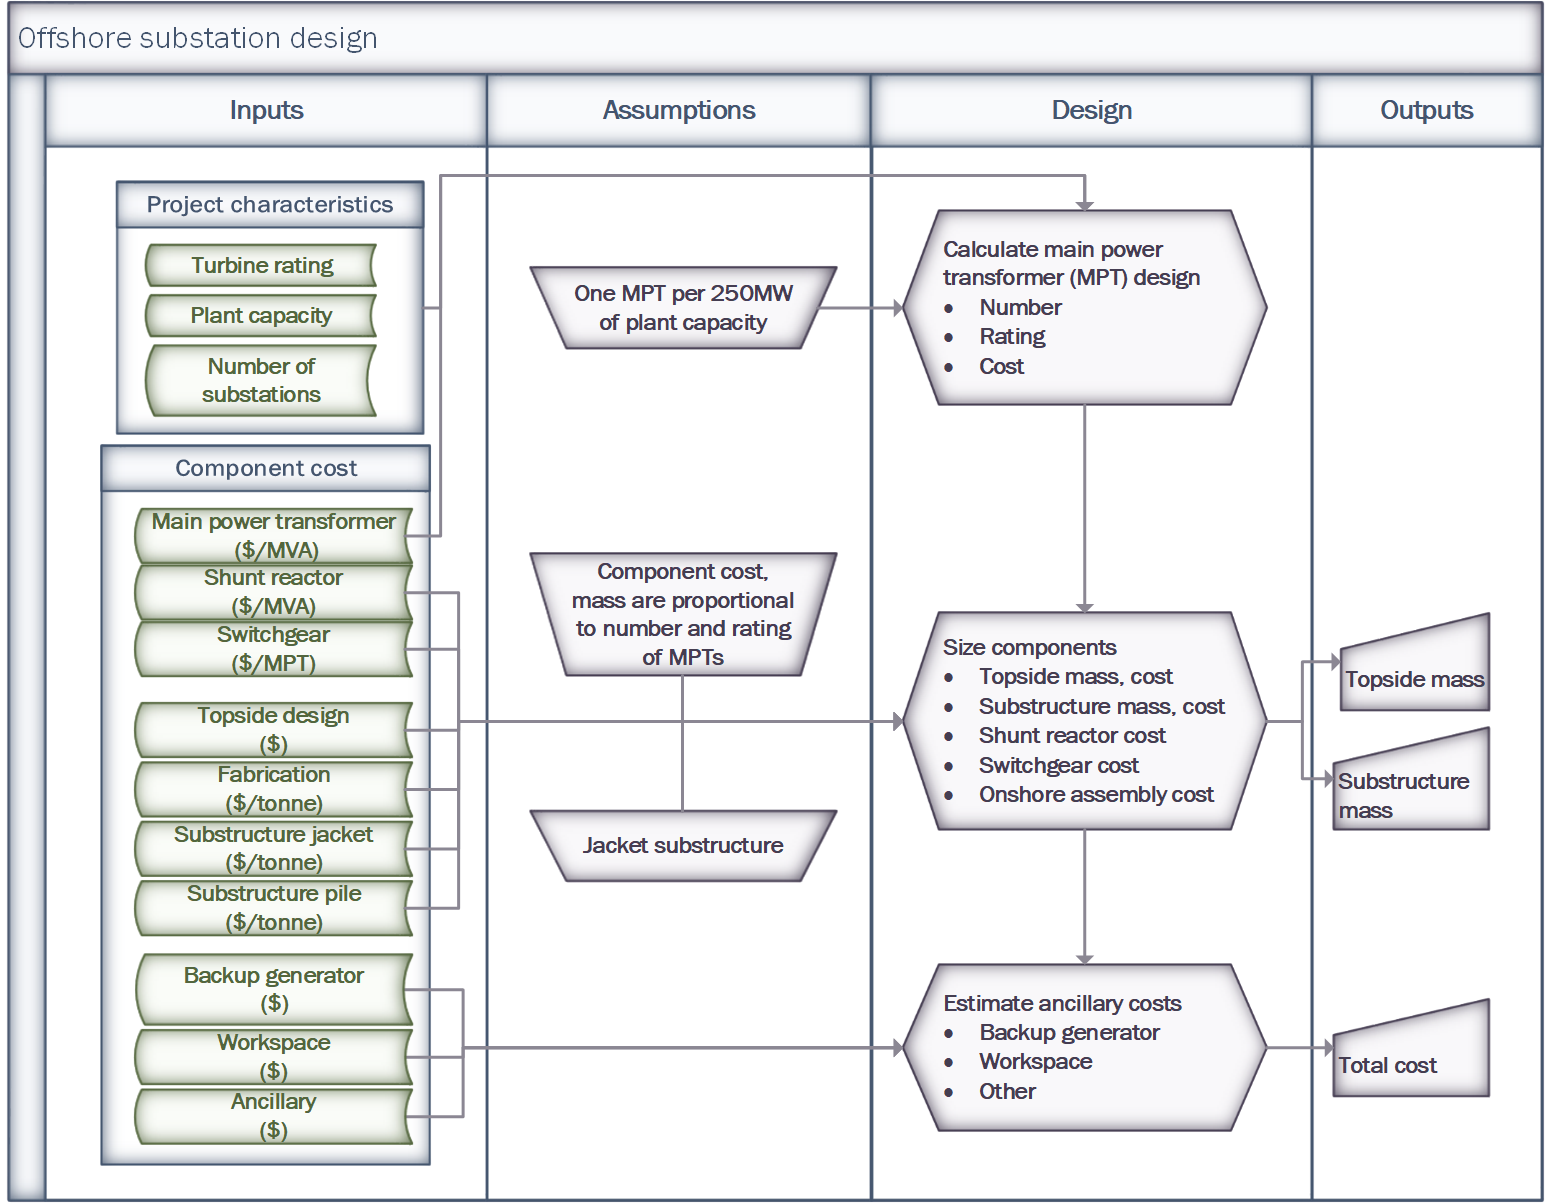 Offshore substation design
Inputs
Assumptions
Design
Outputs
Project characteristics
Turbine rating
Plant capacity
Number of
substations
Component cost
Main power transformer
($/MVA)
Shunt reactor
($/MVA)
Switchgear
($/MPT)
Topside design
($)
Fabrication
($/tonne)
Substructure jacket
($/tonne)
Substructure pile
($/tonne)
Backup generator
($)
Workspace
($)
Ancillary
($)
One MPT per 250MW
of plant capacity
Component cost,
mass are proportional
to number and rating
of MPTs
Jacket substructure
Calculate main power
transformer (MPT) design
• Number
• Rating
• Cost
Size components
• Topside mass, cost
• Substructure mass, cost
• Shunt reactor cost
• Switchgear cost
• Onshore assembly cost
Estimate ancillary costs
• Backup generator
• Workspace
• Other
Topside mass
Substructure
mass
Total cost